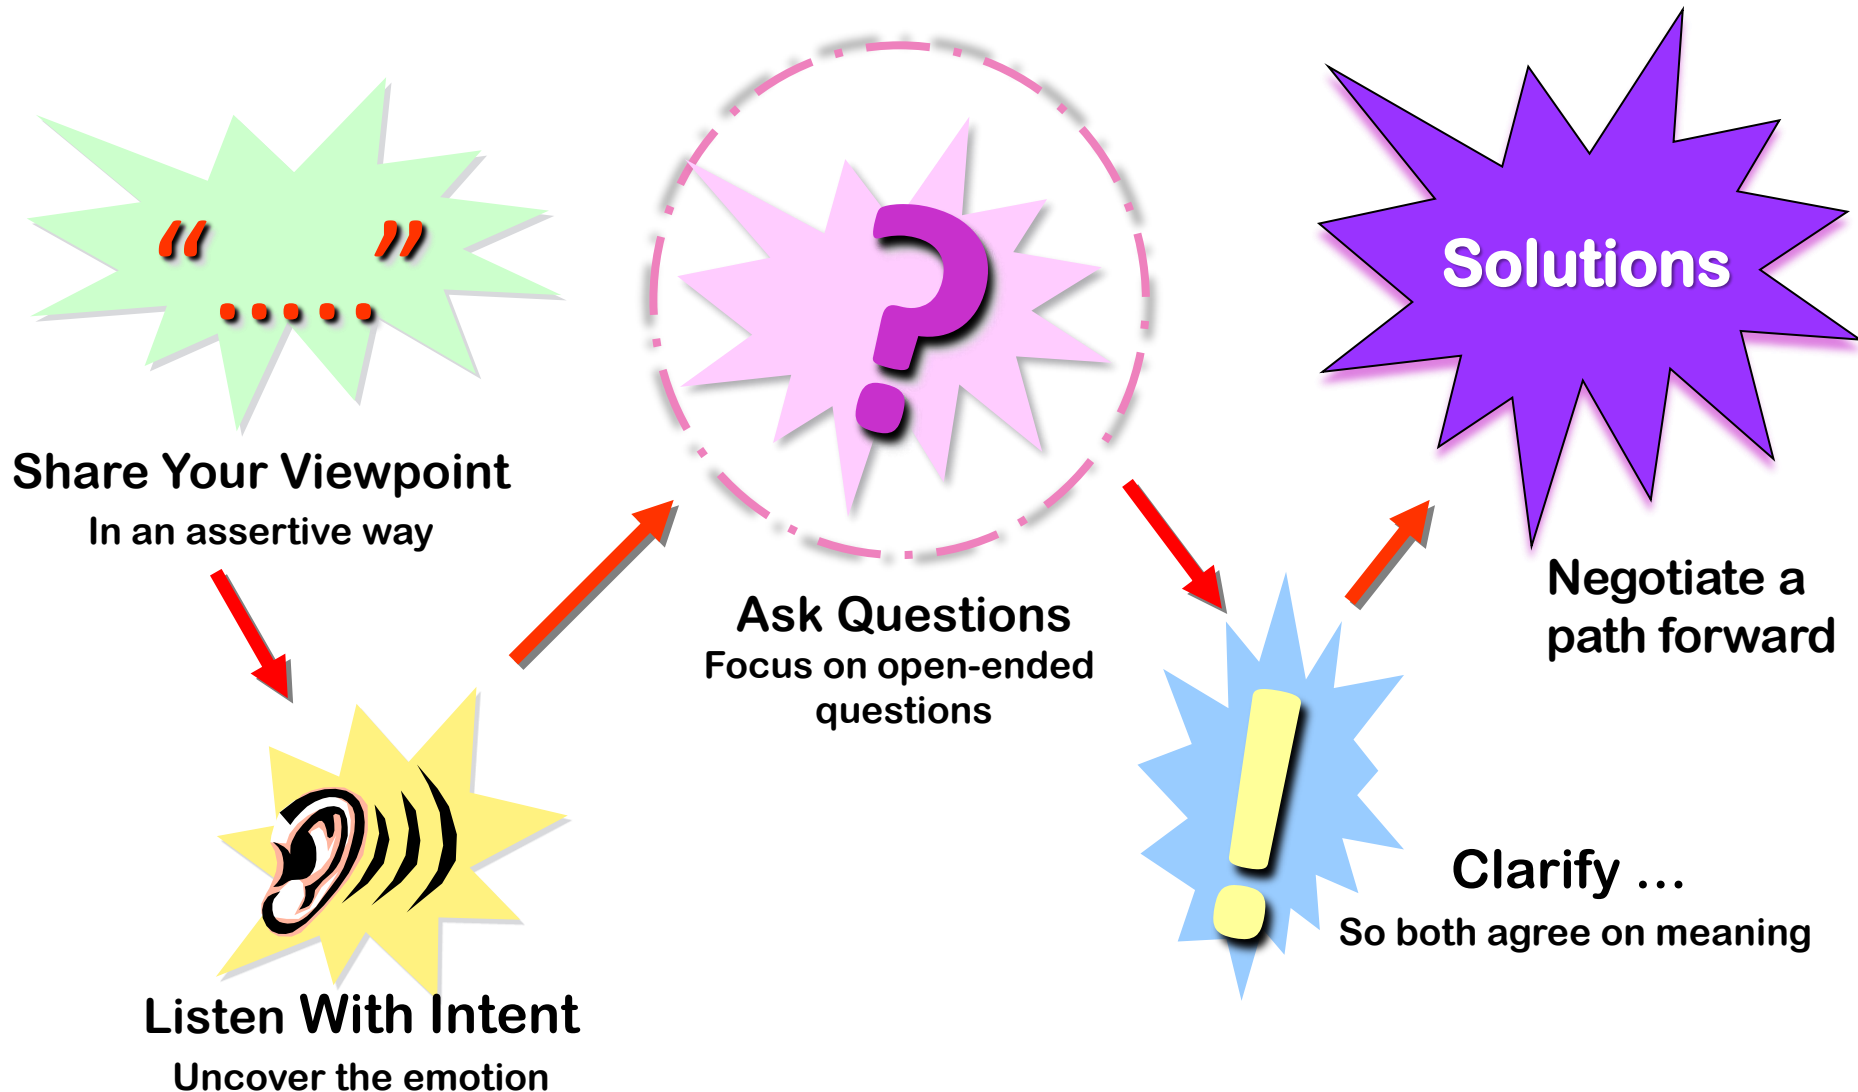 “ ”
.....
Share Your Viewpoint
In an assertive way
Listen With Intent
Uncover the emotion
?
Ask Questions
Focus on open-ended
questions
!
Clarify ...
So both agree on meaning
Solutions
Negotiate a
path forward